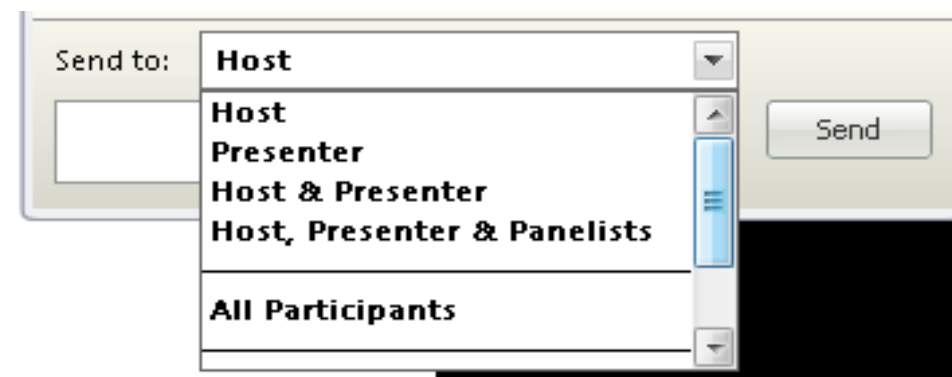 Send to: Host
Host
Presenter
Send
Host & Presenter
Host, Presenter & Panelists
All Participants